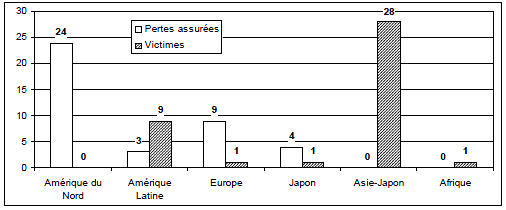 30
25
20
15
10
5
0
Pertes assurées
Victimes
24
0
3
9
9
1
4
1
0
28
0
1
Amérique du
Nord
Amérique
Latine
Europe
Japon
Asie-Japon
Afrique